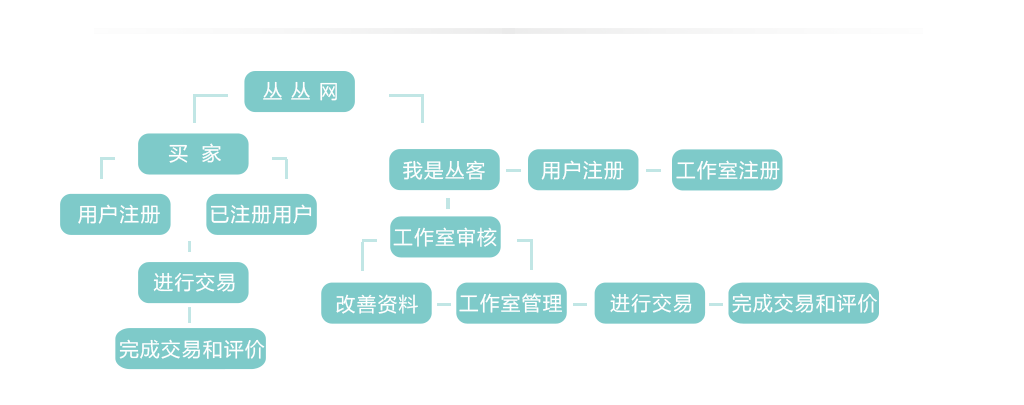 丛丛网
买 家
我是丛客
用户注册
工作室注册
用户注册
已注册用户
工作室审核
进行交易
改善资料
工作室管理
进行交易
完成交易和评价
完成交易和评价